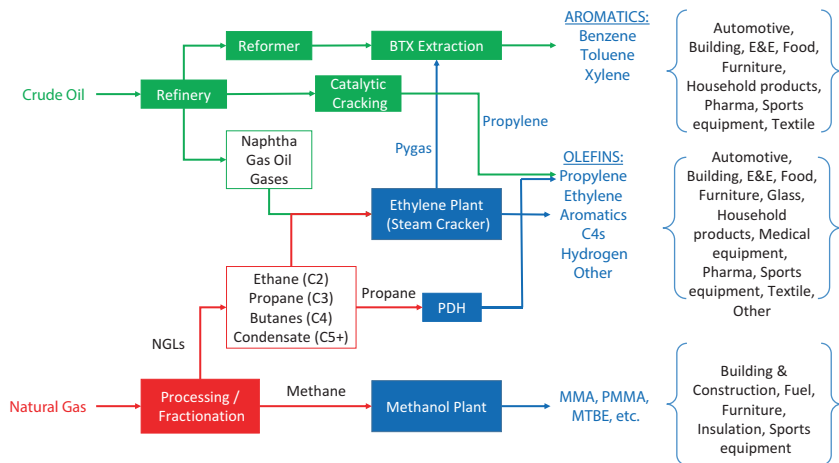 AROMATICS:
Benzene
Toluene
Xylene
Automotive,
Building, E&E, Food,
Furniture,
Household products,
Pharma, Sports
equipment, Textile
Reformer
BTX Extraction
Crude Oil
Refinery
Catalytic
Cracking
Propylene
Pygas
Naphtha
Gas Oil
Gases
OLEFINS:
Propylene
Ethylene
Aromatics
C4s
Hydrogen
Other
Automotive,
Building, E&E, Food,
Furniture, Glass,
Household
products, Medical
equipment,
Pharma, Sports
equipment, Textile,
Other
Ethylene Plant
(Steam Cracker)
Ethane (C2)
Propane (C3)
Butanes (C4)
Condensate (C5+)
Propane
PDH
NGLs
Natural Gas
Processing /
Fractionation
Methane
Methanol Plant
MMA, PMMA,
MTBE, etc.
Building &
Construction, Fuel,
Furniture,
Insulation, Sports
equipment